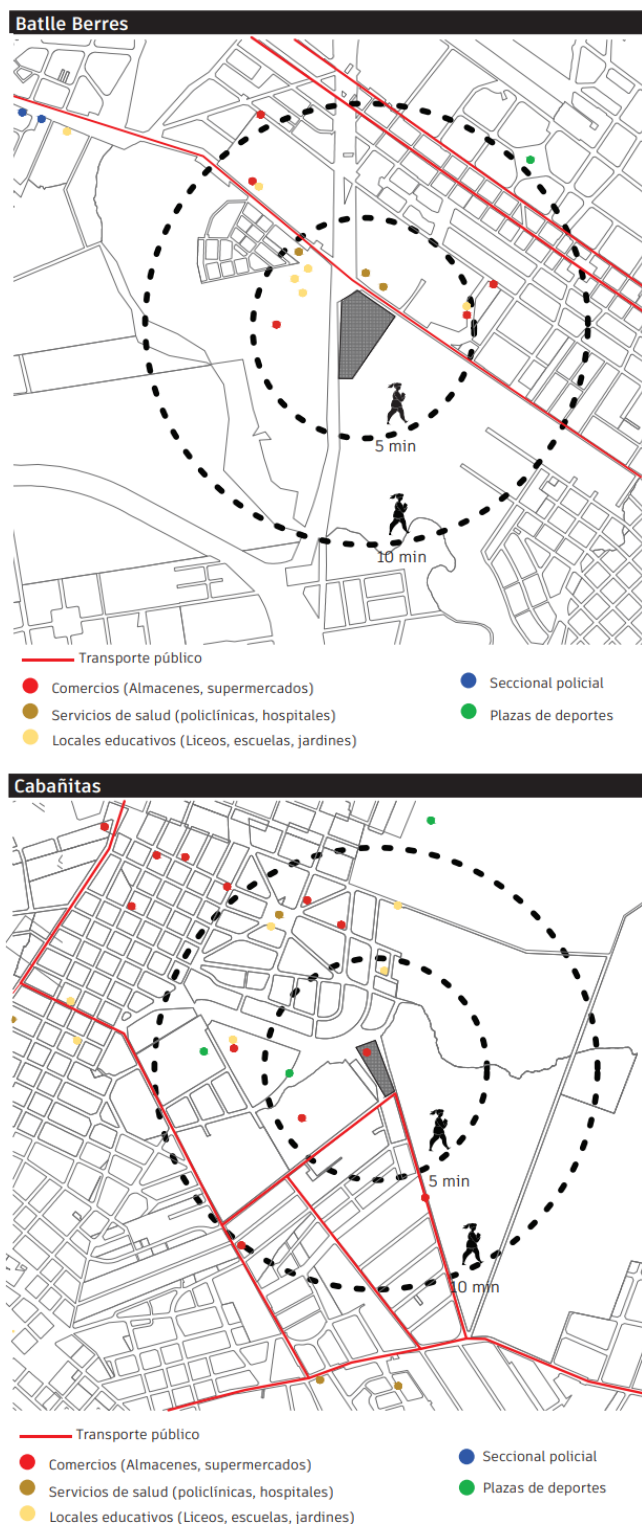 Batlle Berres
5 min
10 min
Transporte público
Comercios (Almacenes, supermercados)
Servicios de salud (policlínicas, hospitales)
Locales educativos (Liceos, escuelas, jardines)
Seccional policial
Plazas de deportes
Cabañitas
5 min
10 min
Transporte público
Comercios (Almacenes, supermercados)
Servicios de salud (policlínicas, hospitales)
Locales educativos (Liceos, escuelas, jardines)
Seccional policial
Plazas de deportes